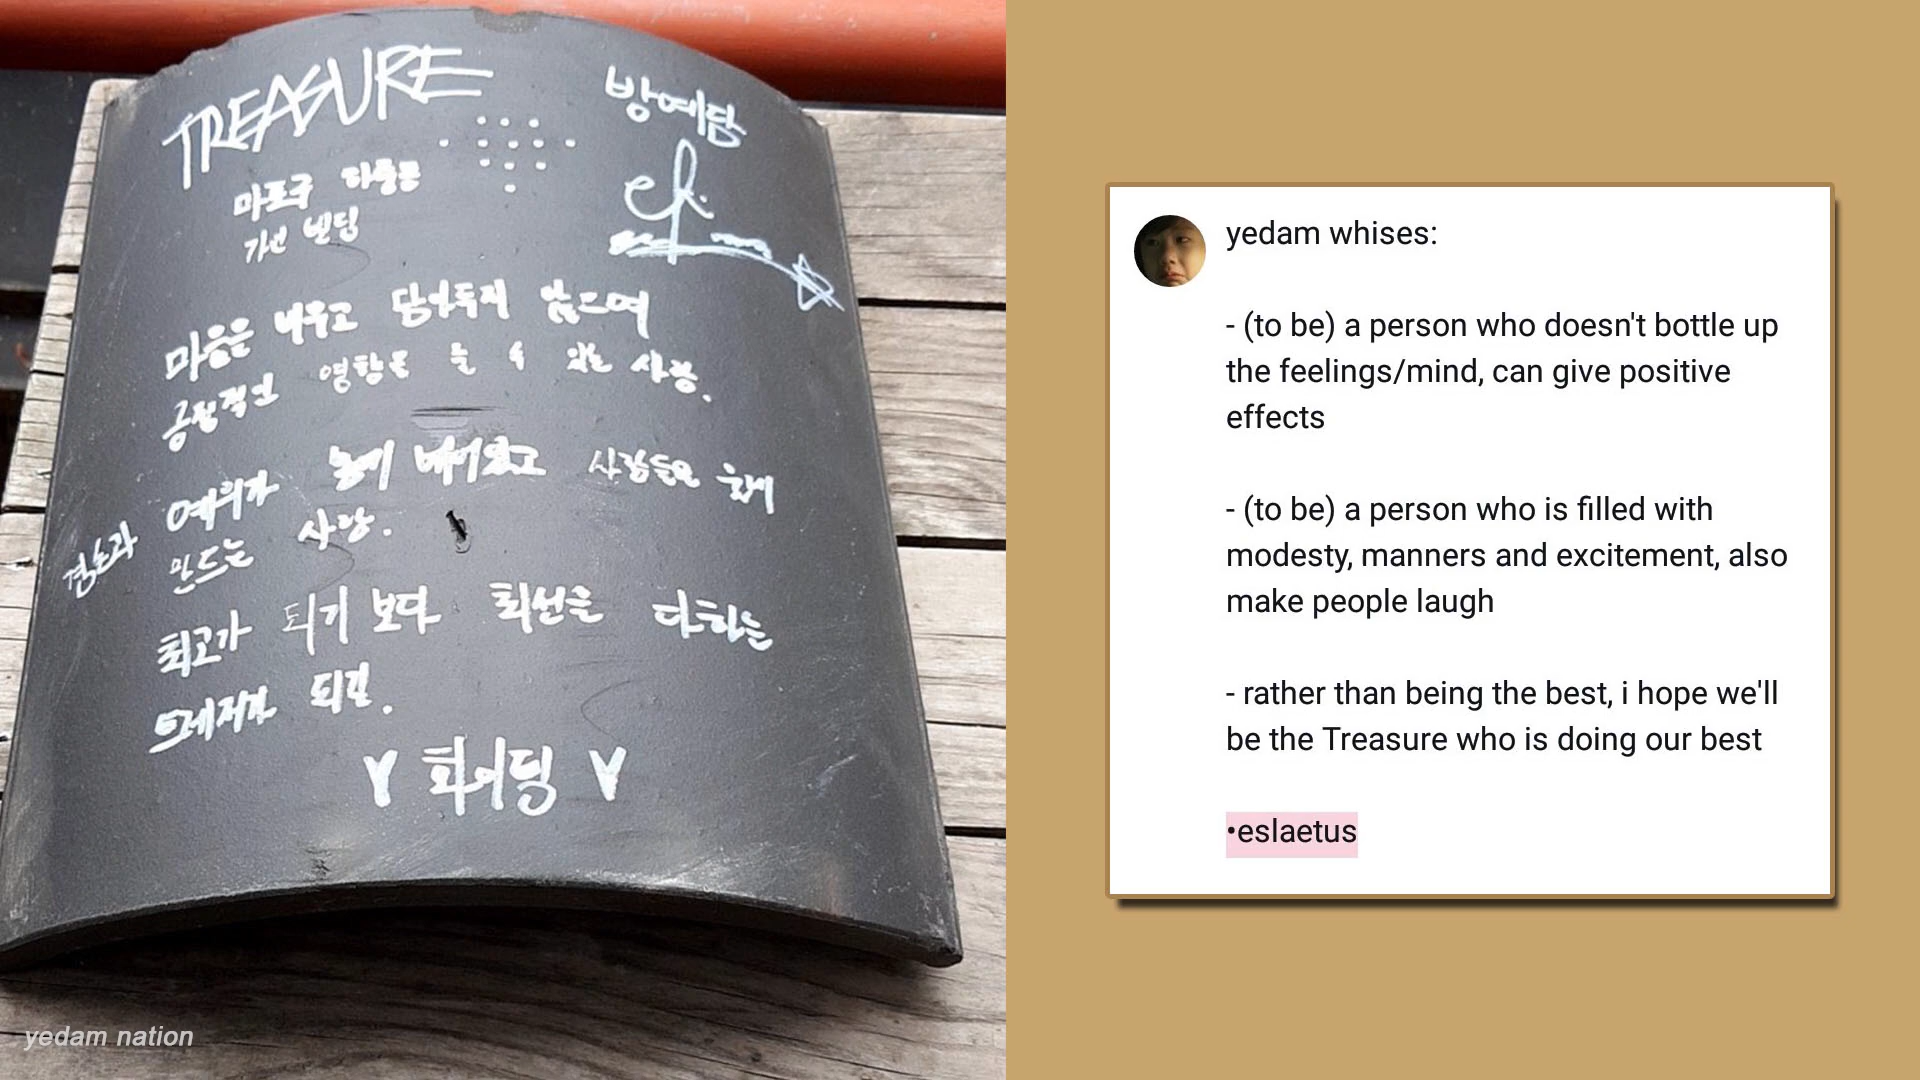 TREASURE
방예담
마포구
가번 빌딩
마음은 비우고 담아두지 않으며
긍정적인 영향을 줄 수 있는 사람.
겸손과 예의가 몸에 배어있고 사람들을 웃게
만드는 사람.
최고가 되기 보다 최선을 다하는
트레저가 되길.
화이팅
yedam nation
yedam whises:
- (to be) a person who doesn't bottle up
the feelings/mind, can give positive
effects
- (to be) a person who is filled with
modesty, manners and excitement, also
make people laugh
- rather than being the best, i hope we'll
be the Treasure who is doing our best
•eslaetus